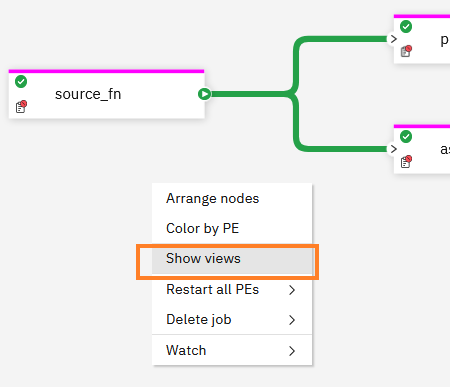 p
source_fn
as
Arrange nodes
Color by PE
Show views
Restart all PEs
Delete job
Watch